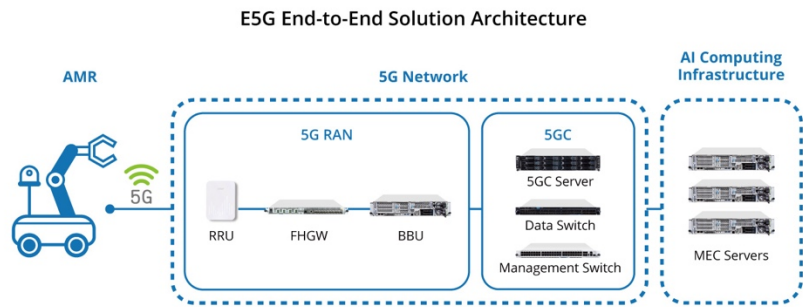 E5G End-to-End Solution Architecture
AMR
5G Network
AI Computing
Infrastructure
5G RAN
5GC
5G
RRU
FHGW
BBU
5GC Server
Data Switch
Management Switch
MEC Servers